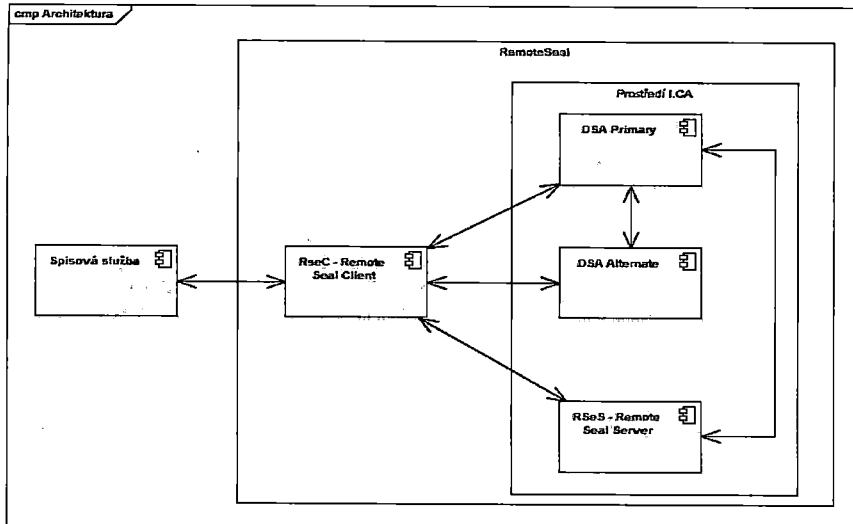 cmp Architektura
RemoteSeal
Prostředí I.CA
DSA Primary
Spisová služba
RseC - Remote
Seal Client
DSA Alternate
RSeS - Remote
Seal Server